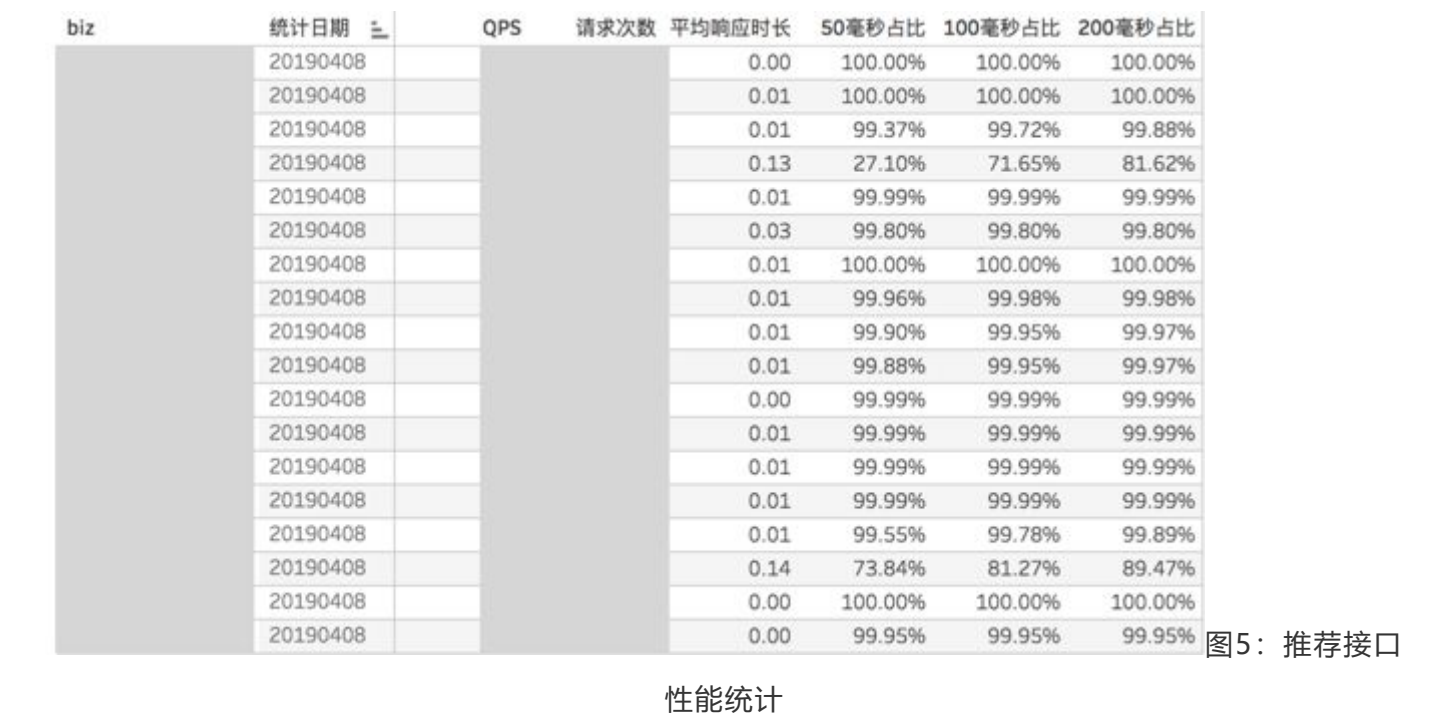 biz 统计日期 QPS 请求次数 平均响应时长 50毫秒占比 100毫秒占比 200毫秒占比
20190408 0.00 100.00% 100.00% 100.00%
20190408 0.01 100.00% 100.00% 100.00%
20190408 0.01 99.37% 99.72% 99.88%
20190408 0.13 27.10% 71.65% 81.62%
20190408 0.01 99.99% 99.99% 99.99%
20190408 0.03 99.80% 99.80% 99.80%
20190408 0.01 100.00% 100.00% 100.00%
20190408 0.01 99.96% 99.98% 99.98%
20190408 0.01 99.90% 99.95% 99.97%
20190408 0.01 99.88% 99.95% 99.97%
20190408 0.00 99.99% 99.99% 99.99%
20190408 0.01 99.99% 99.99% 99.99%
20190408 0.01 99.99% 99.99% 99.99%
20190408 0.01 99.99% 99.99% 99.99%
20190408 0.01 99.55% 99.78% 99.89%
20190408 0.14 73.84% 81.27% 89.47%
20190408 0.00 100.00% 100.00% 100.00%
20190408 0.00 99.95% 99.95% 99.95%
图5：推荐接口
性能统计